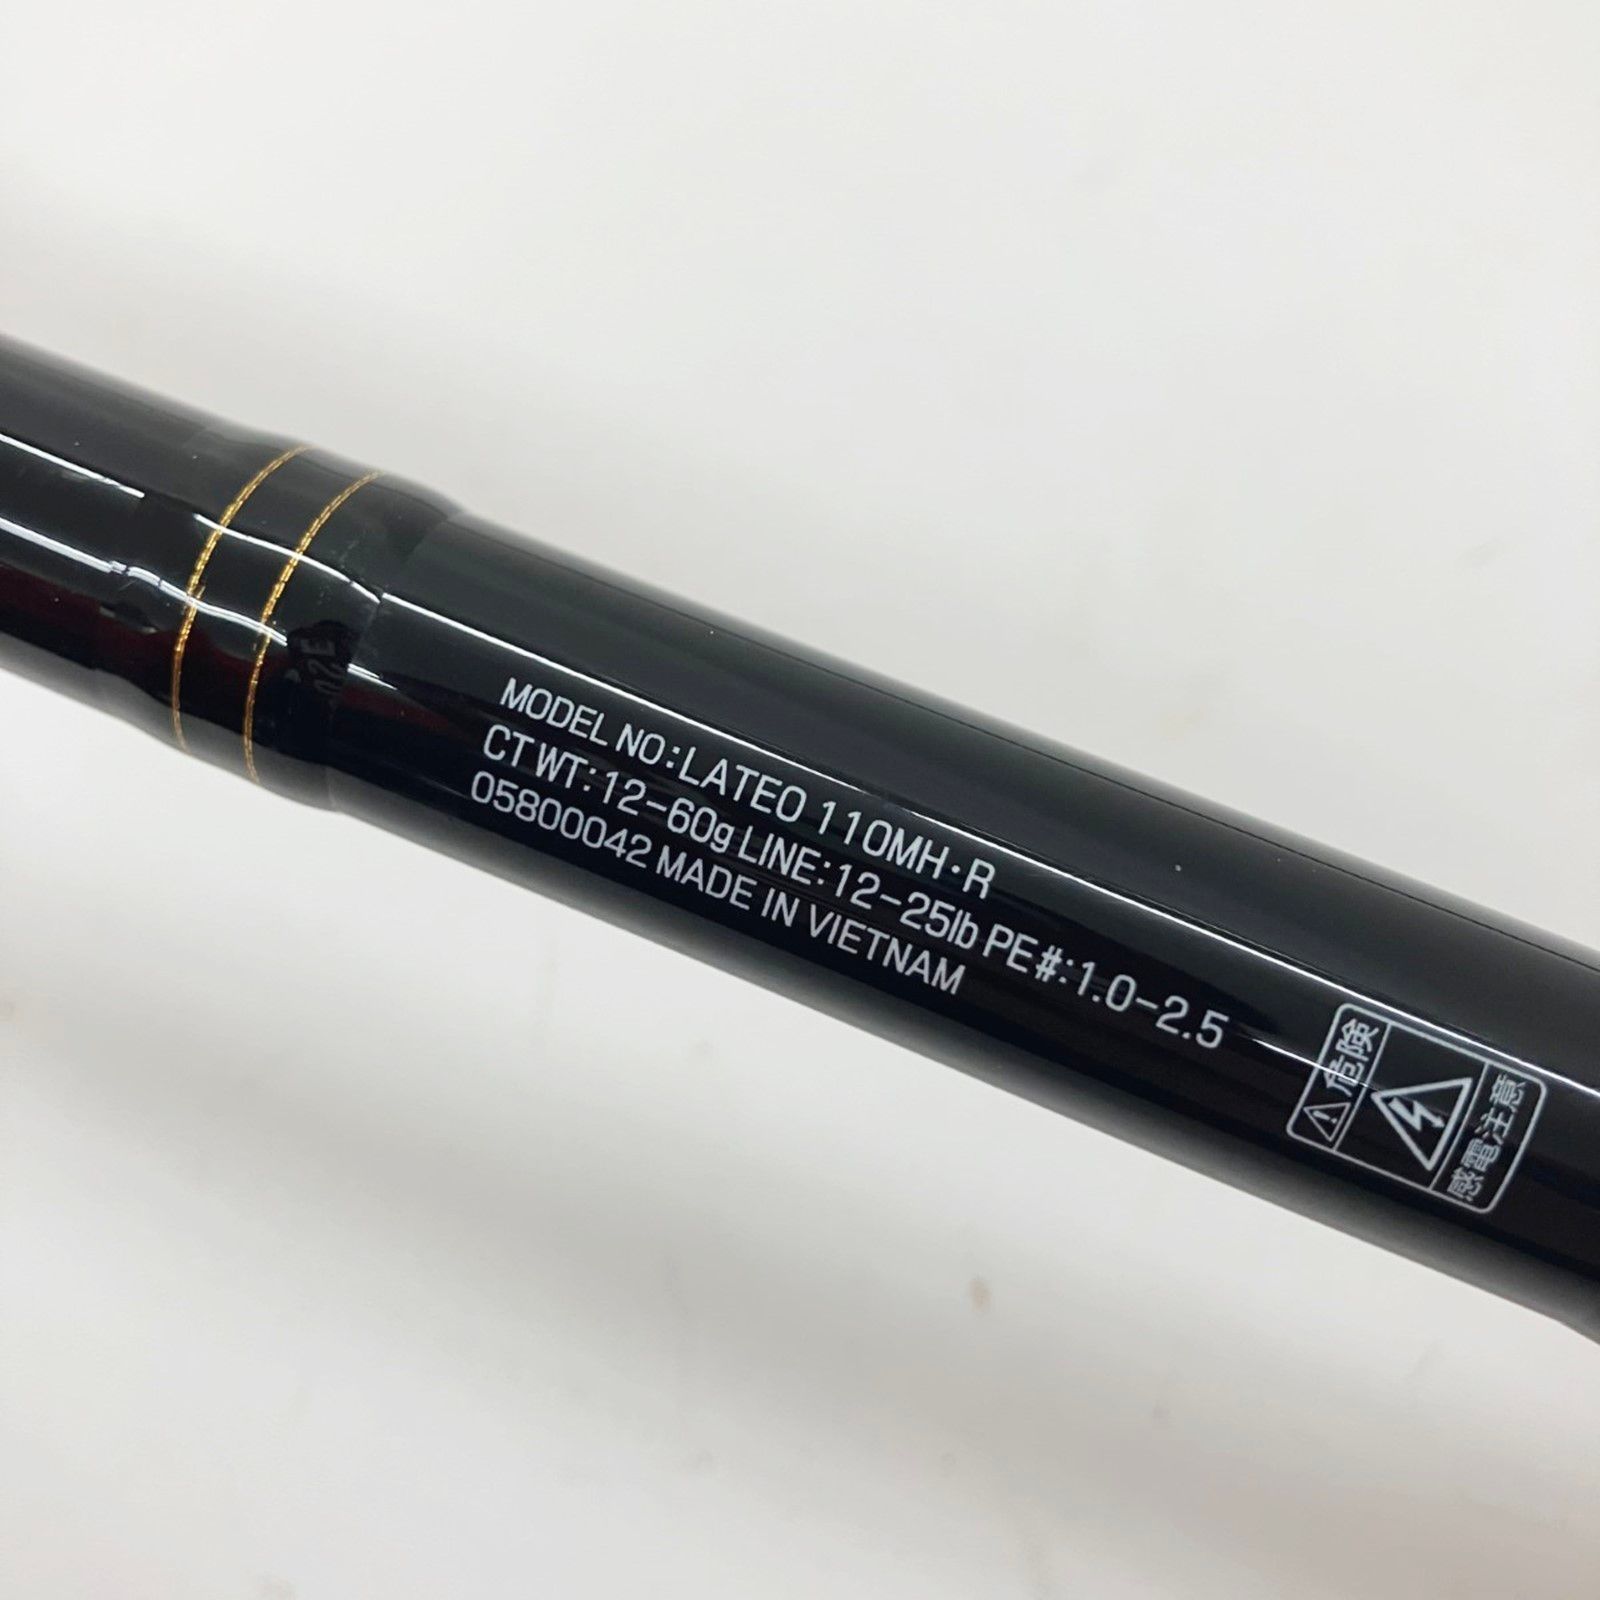 MODEL NO:LATEO 110MH·R
CT WT:12-60g LINE:12-25lb PE#:1.0-2.5
05800042 MADE IN VIETNAM
危険
感電注意